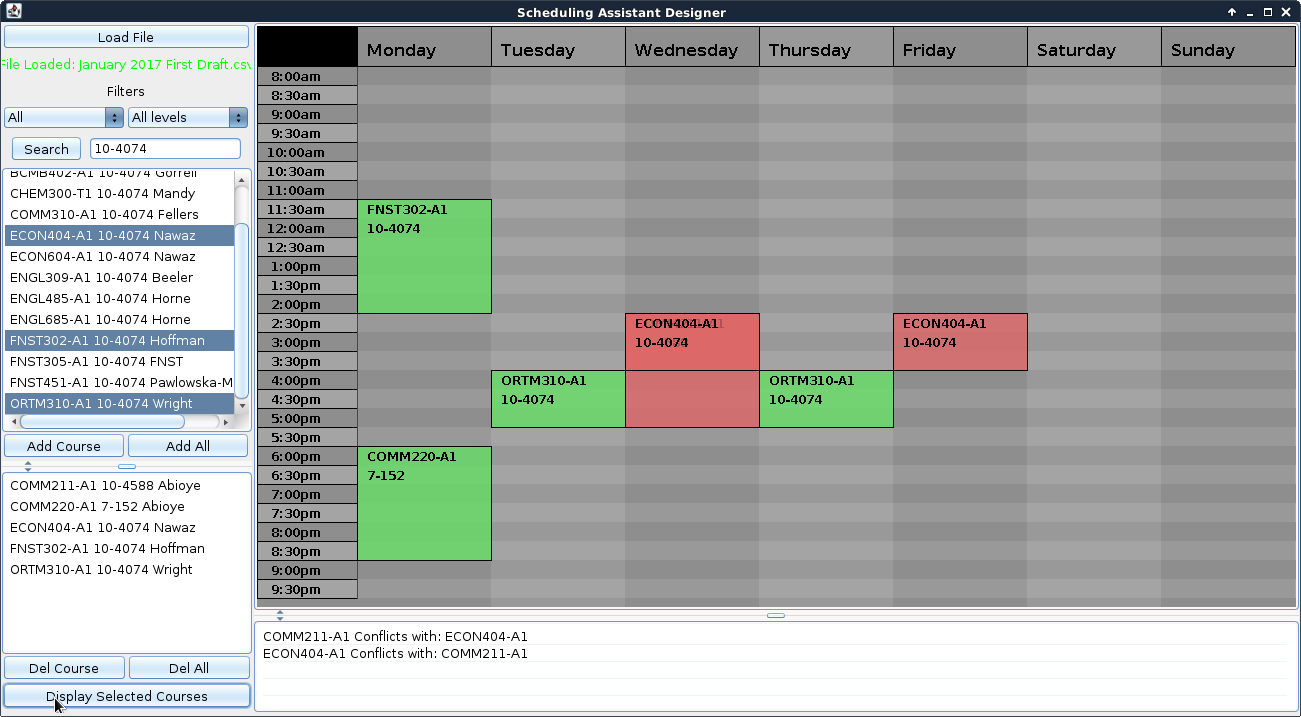 Scheduling Assistant Designer
Load File
File Loaded: January 2017 First Draft.csv
Filters
All All levels
Search 10-4074
BCMB402-A1 10-4074 Gorrell
CHEM300-T1 10-4074 Mandy
COMM310-A1 10-4074 Fellers
ECON404-A1 10-4074 Nawaz
ECON604-A1 10-4074 Nawaz
ENGL309-A1 10-4074 Beeler
ENGL485-A1 10-4074 Horne
ENGL685-A1 10-4074 Horne
FNST302-A1 10-4074 Hoffman
FNST305-A1 10-4074 FNST
FNST451-A1 10-4074 Pawlowska-M
ORTM310-A1 10-4074 Wright
Add Course Add All
COMM211-A1 10-4588 Abioye
COMM220-A1 7-152 Abioye
ECON404-A1 10-4074 Nawaz
FNST302-A1 10-4074 Hoffman
ORTM310-A1 10-4074 Wright
Del Course Del All
Display Selected Courses
Monday Tuesday Wednesday Thursday Friday Saturday Sunday
8:00am
8:30am
9:00am
9:30am
10:00am
10:30am
11:00am
11:30am FNST302-A1
12:00am 10-4074
12:30am
1:00pm
1:30pm
2:00pm
2:30pm ECON404-A1 ECON404-A1
3:00pm 10-4074 10-4074
3:30pm
4:00pm ORTM310-A1 ORTM310-A1
4:30pm 10-4074 10-4074
5:00pm
5:30pm
6:00pm COMM220-A1
6:30pm 7-152
7:00pm
7:30pm
8:00pm
8:30pm
9:00pm
9:30pm
COMM211-A1 Conflicts with: ECON404-A1
ECON404-A1 Conflicts with: COMM211-A1